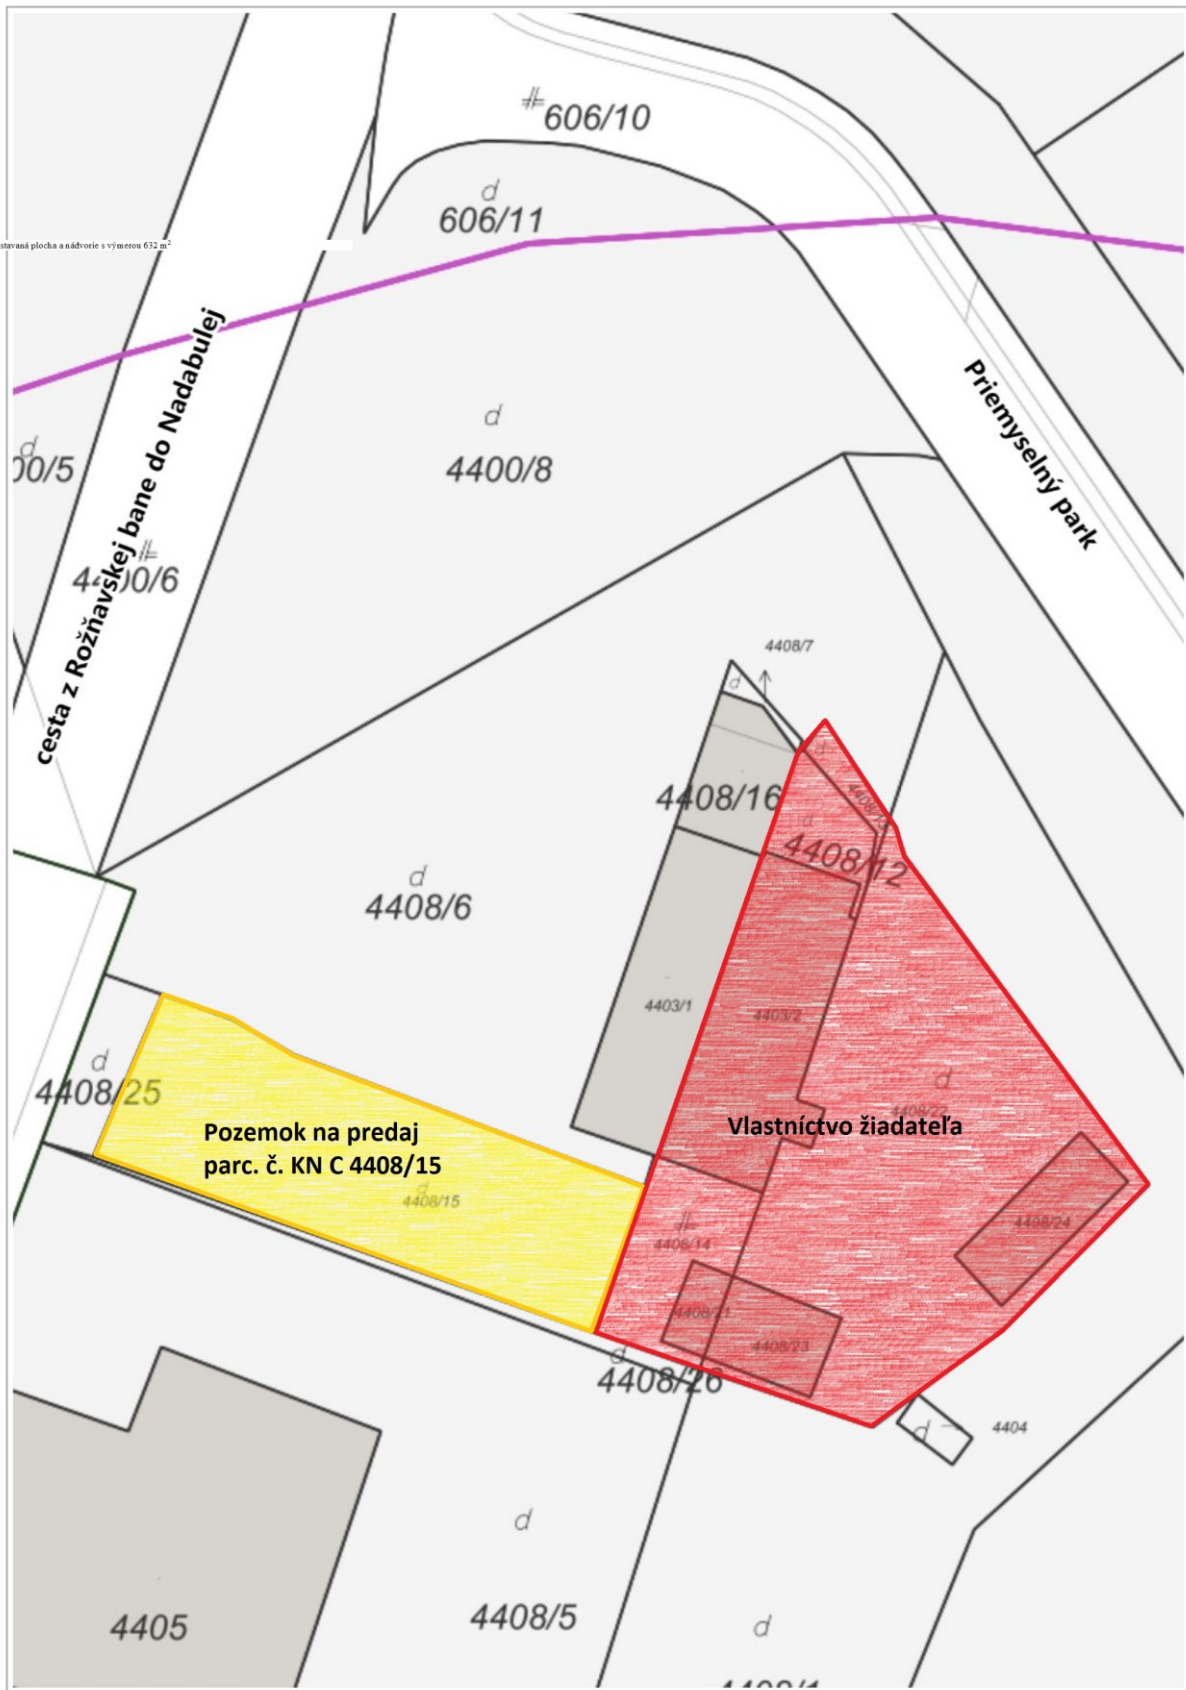 606/10
d
606/11
stavaná plocha a nádvorie s výmerou 632 m²
cesta z Rožňavskej bane do Nadabulej
Priemyselný park
d
4400/8
d
00/5
4400/6
4408/7
d
4408/16
d
4408/12
d
4408/6
4403/1
4403/2
d
4408/25
d
Pozemok na predaj
parc. č. KN C 4408/15
d
4408/15
Vlastníctvo žiadateľa
4408/14
4408/24
4408/21
4408/23
d
4408/26
d
4404
d
4408/5
4405
d
4408/1